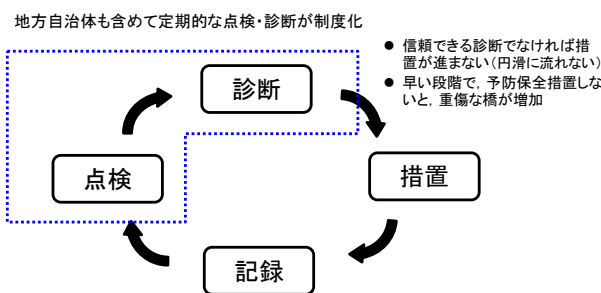 地方自治体も含めて定期的な点検・診断が制度化
● 信頼できる診断でなければ措
置が進まない(円滑に流れない)
● 早い段階で, 予防保全措置しな
いと, 重傷な橋が増加
診断
点検
措置
記録